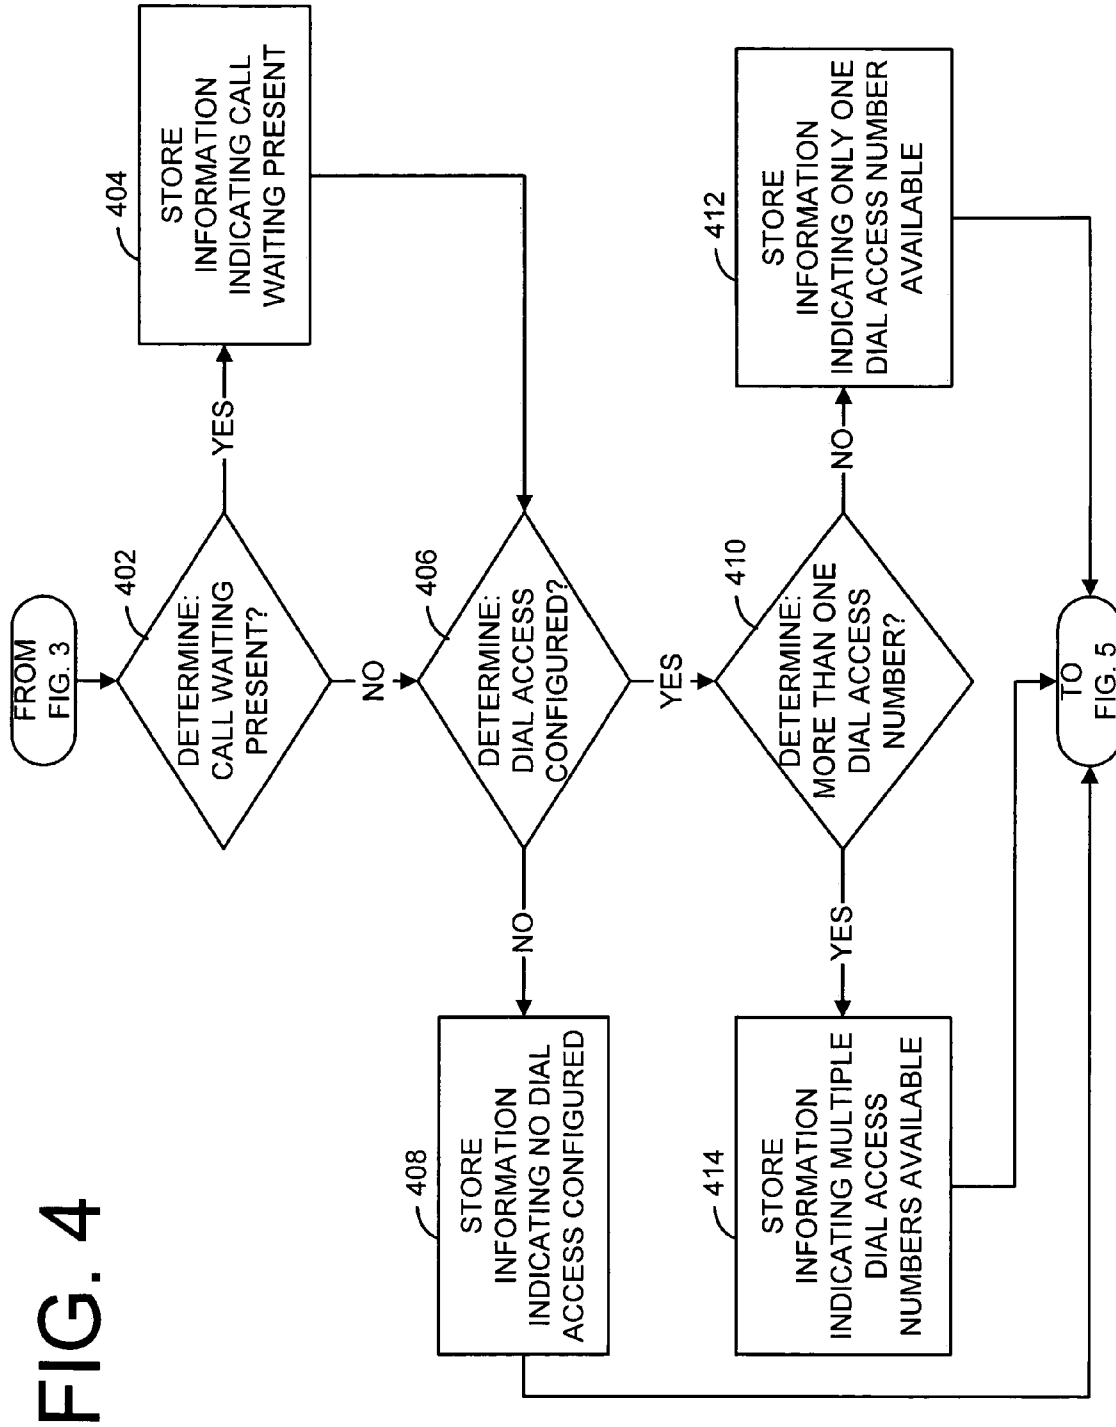 FIG. 4
FROM
FIG. 3
402
DETERMINE:
CALL WAITING
PRESENT?
YES
404
STORE
INFORMATION
INDICATING CALL
WAITING PRESENT
NO
406
DETERMINE:
DIAL ACCESS
CONFIGURED?
NO
408
STORE
INFORMATION
INDICATING NO DIAL
ACCESS CONFIGURED
YES
410
DETERMINE:
MORE THAN ONE
DIAL ACCESS
NUMBER?
NO
412
STORE
INFORMATION
INDICATING ONLY ONE
DIAL ACCESS NUMBER
AVAILABLE
YES
414
STORE
INFORMATION
INDICATING MULTIPLE
DIAL ACCESS
NUMBERS AVAILABLE
TO
FIG. 5